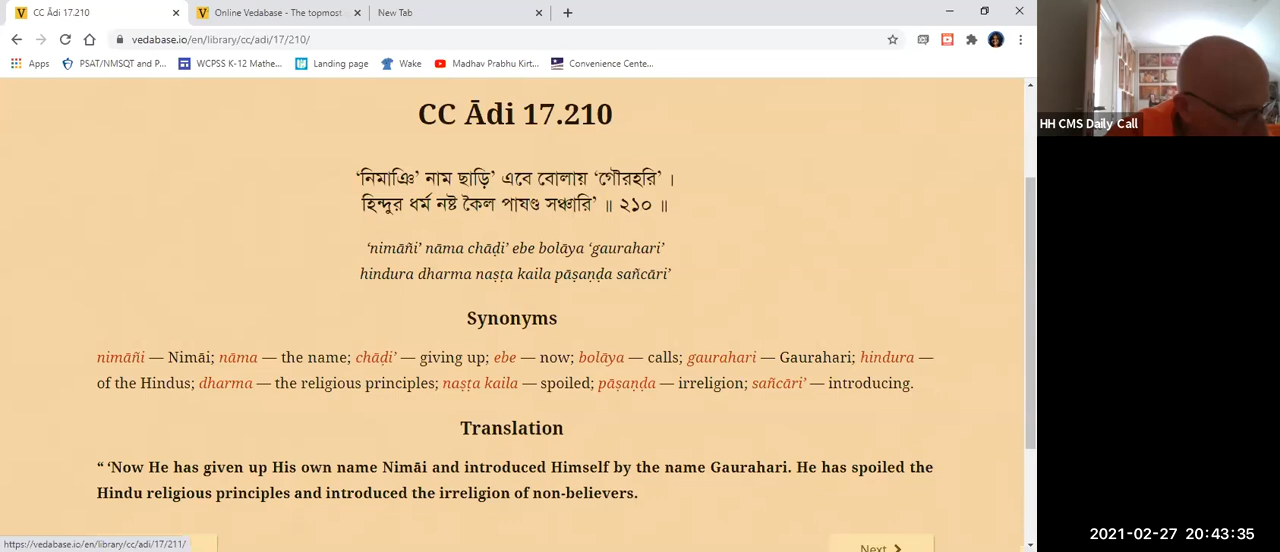 CC Ādi 17.210
Online Vedabase - The topmost
New Tab
vedabase.io/en/library/cc/adi/17/210/
Apps
PSAT/NMSQT and P...
WCPSS K-12 Mathe...
Landing page
Wake
Madhav Prabhu Kirt...
Convenience Cente...
CC Ādi 17.210
‘নিমাঞি’ নাম ছাড়ি’ এবে বোলায় ‘গৌরহরি’ ।
হিন্দুর ধর্ম নষ্ট কৈল পাষণ্ড সঞ্চারি’ ॥ ২১০ ॥
‘nimāñi’ nāma chāḍi’ ebe bolāya ‘gaurahari’
hindura dharma naṣṭa kaila pāṣaṇḍa sañcāri’
Synonyms
nimāñi — Nimāi; nāma — the name; chāḍi’ — giving up; ebe — now; bolāya — calls; gaurahari — Gaurahari; hindura —
of the Hindus; dharma — the religious principles; naṣṭa kaila — spoiled; pāṣaṇḍa — irreligion; sañcāri’ — introducing.
Translation
“ ‘Now He has given up His own name Nimāi and introduced Himself by the name Gaurahari. He has spoiled the
Hindu religious principles and introduced the irreligion of non-believers.
Next
https://vedabase.io/en/library/cc/adi/17/211/
HH CMS Daily Call
2021-02-27 20:43:35